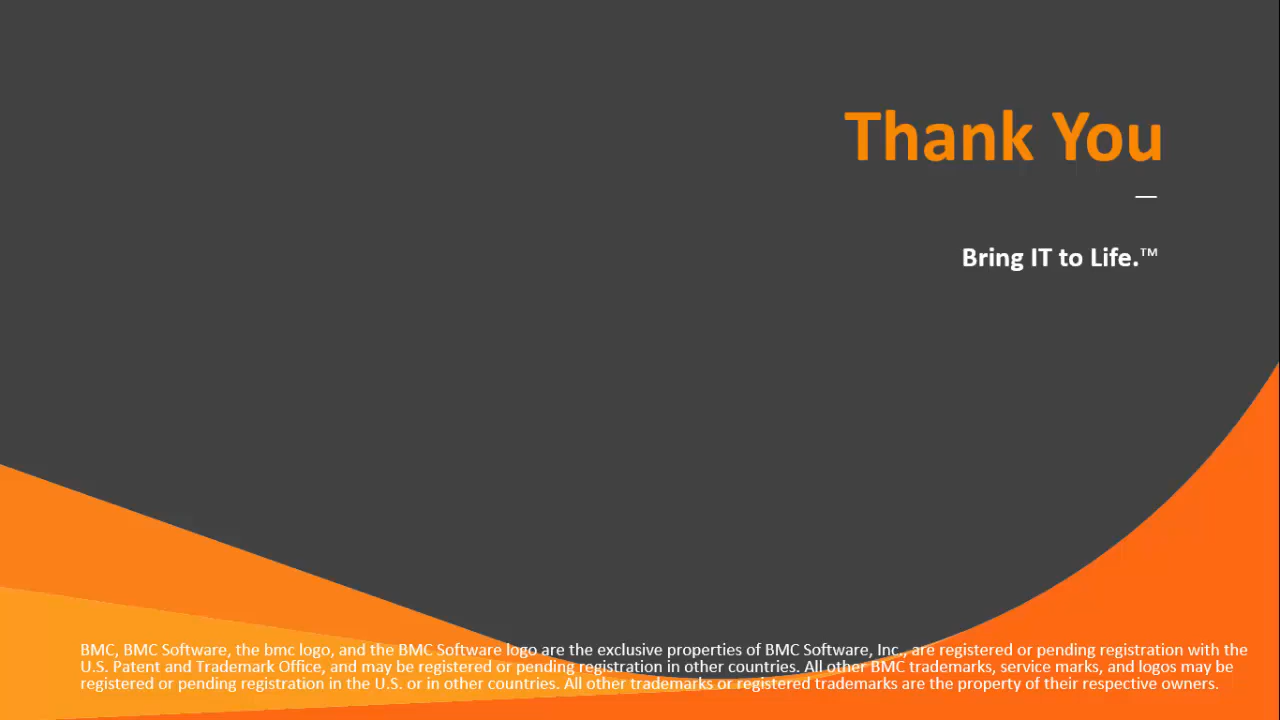 Thank You
—
Bring IT to Life.™
BMC, BMC Software, the bmc logo, and the BMC Software logo are the exclusive properties of BMC Software, Inc., are registered or pending registration with the
U.S. Patent and Trademark Office, and may be registered or pending registration in other countries. All other BMC trademarks, service marks, and logos may be
registered or pending registration in the U.S. or in other countries. All other trademarks or registered trademarks are the property of their respective owners.